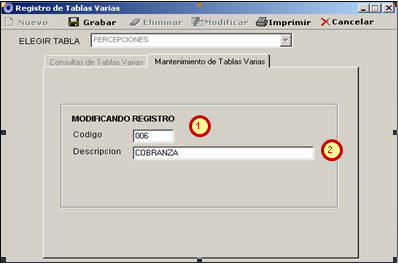 Registro de Tablas Varias
Nuevo Grabar Eliminar Modificar Imprimir Cancelar
ELEGIR TABLA PERCEPCIONES
Consultas de Tablas Varias Mantenimiento de Tablas Varias
MODIFICANDO REGISTRO
Codigo 006 1
Descripcion COBRANZA 2